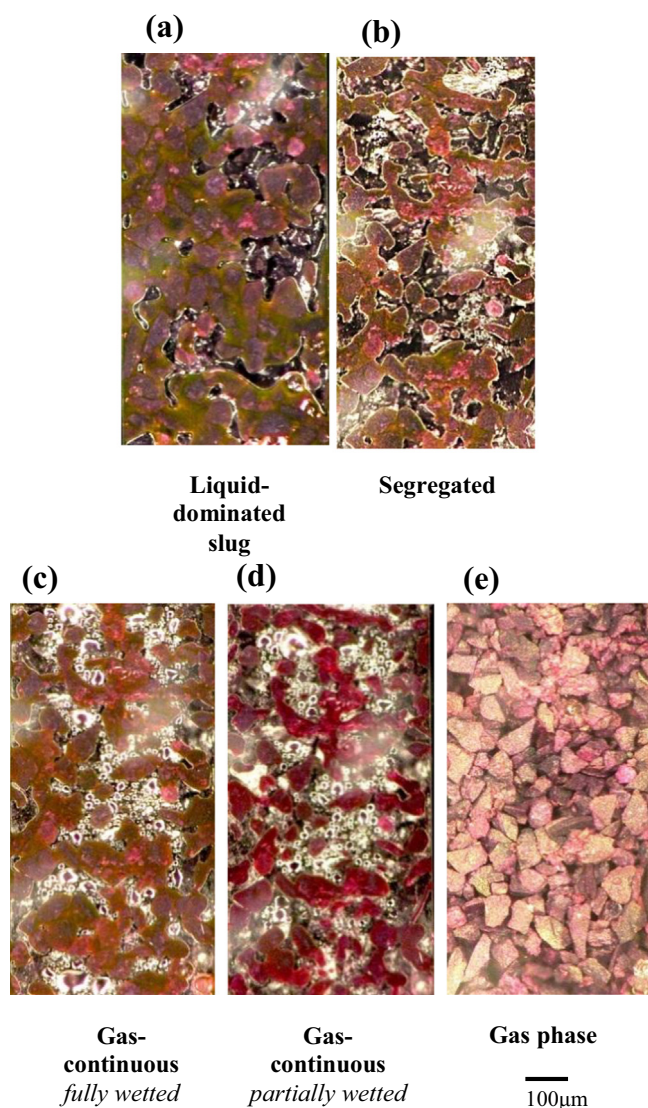 (a)
(b)
Liquid-
dominated
slug
Segregated
(c)
(d)
(e)
Gas-
continuous
fully wetted
Gas-
continuous
partially wetted
Gas phase
100μm